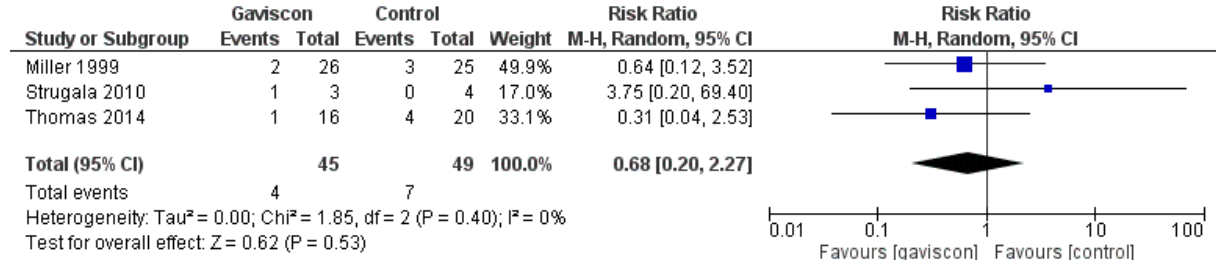 Gaviscon Control Risk Ratio Risk Ratio
Study or Subgroup Events Total Events Total Weight M-H, Random, 95% CI M-H, Random, 95% CI
Miller 1999 2 26 3 25 49.9% 0.64 [0.12, 3.52]
Strugala 2010 1 3 0 4 17.0% 3.75 [0.20, 69.40]
Thomas 2014 1 16 4 20 33.1% 0.31 [0.04, 2.53]
Total (95% CI) 45 49 100.0% 0.68 [0.20, 2.27]
Total events 4 7
Heterogeneity: Tau² = 0.00; Chi² = 1.85, df = 2 (P = 0.40); I² = 0%
Test for overall effect: Z = 0.62 (P = 0.53)
0.01 0.1 1 10 100
Favours [gaviscon] Favours [control]